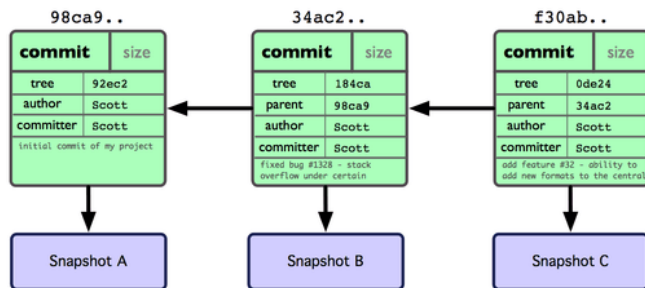 98ca9..
34ac2..
f30ab..
commit size
tree 92ec2
author Scott
committer Scott
initial commit of my project
commit size
tree 184ca
parent 98ca9
author Scott
committer Scott
fixed bug #1328 - stack
overflow under certain
commit size
tree 0de24
parent 34ac2
author Scott
committer Scott
add feature #32 - ability to
add new formats to the central
Snapshot A
Snapshot B
Snapshot C